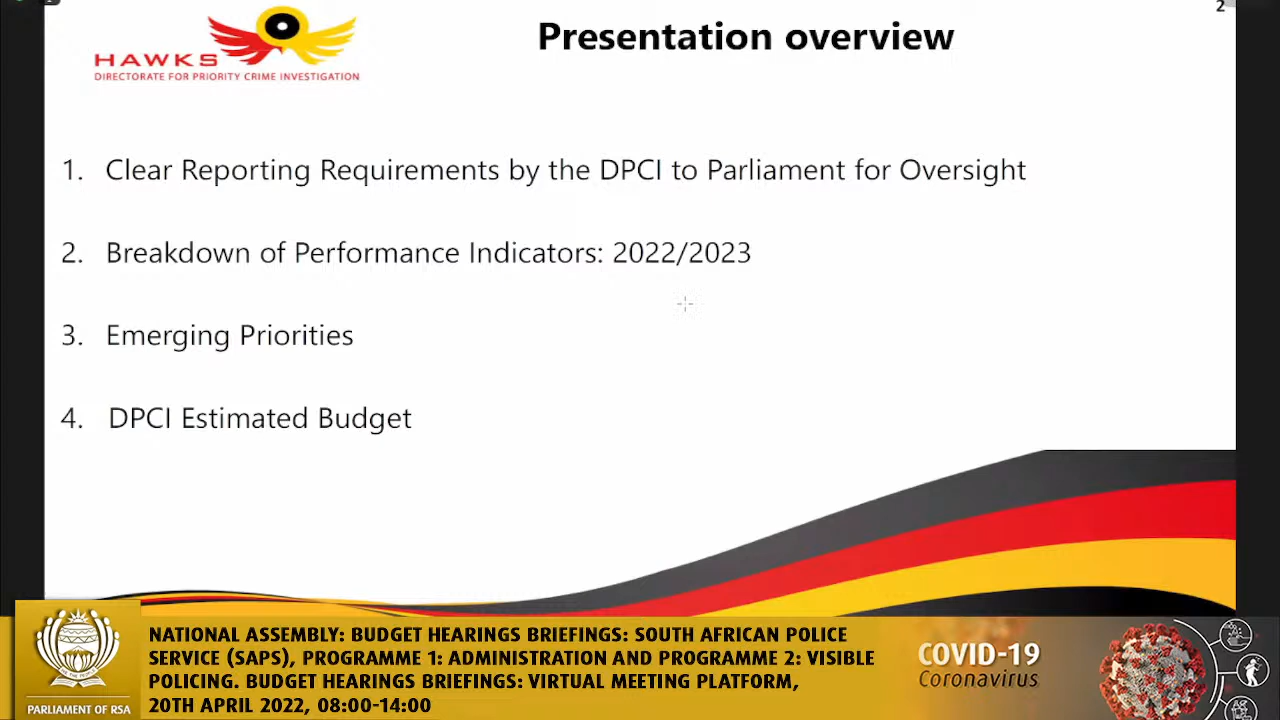 2
HAWKS
DIRECTORATE FOR PRIORITY CRIME INVESTIGATION
Presentation overview
1. Clear Reporting Requirements by the DPCI to Parliament for Oversight
2. Breakdown of Performance Indicators: 2022/2023
3. Emerging Priorities
4. DPCI Estimated Budget
NATIONAL ASSEMBLY: BUDGET HEARINGS BRIEFINGS: SOUTH AFRICAN POLICE
SERVICE (SAPS), PROGRAMME 1: ADMINISTRATION AND PROGRAMME 2: VISIBLE
POLICING. BUDGET HEARINGS BRIEFINGS: VIRTUAL MEETING PLATFORM,
20TH APRIL 2022, 08:00-14:00
PARLIAMENT OF RSA
COVID-19
Coronavirus